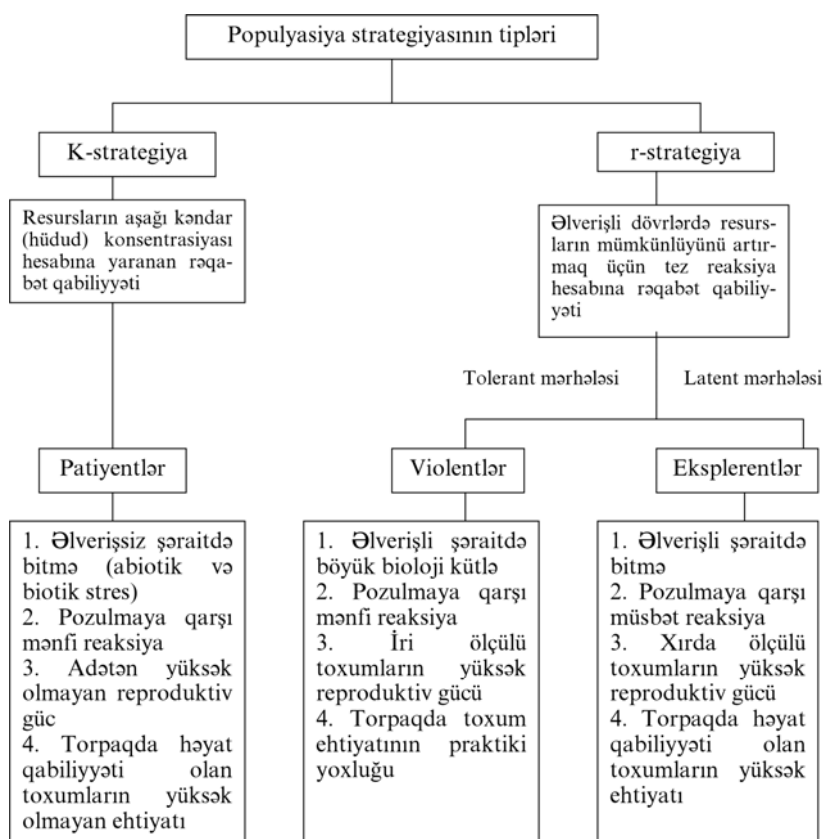 Populyasiya strategiyasının tipləri
K-strategiya
r-strategiya
Resursların aşağı kəndar
(hüdud) konsentrasiyası
hesabına yaranan rəqa-
bət qabiliyyəti
Əlverişli dövrlərdə resurs-
ların mümkünlüyünü artır-
maq üçün tez reaksiya
hesabına rəqabət qabiliy-
yəti
Tolerant mərhələsi
Latent mərhələsi
Patiyentlər
Violentlər
Eksplerentlər
1. Əlverişsiz şəraitdə
bitmə (abiotik və
biotik stres)
2. Pozulmaya qarşı
mənfi reaksiya
3. Adətən yüksək
olmayan reproduktiv
güc
4. Torpaqda həyat
qabiliyyəti olan
toxumların yüksək
olmayan ehtiyatı
1. Əlverişli şəraitdə
böyük bioloji kütlə
2. Pozulmaya qarşı
mənfi reaksiya
3. İri ölçülü
toxumların yüksək
reproduktiv gücü
4. Torpaqda toxum
ehtiyatının praktiki
yoxluğu
1. Əlverişli şəraitdə
bitmə
2. Pozulmaya qarşı
müsbət reaksiya
3. Xırda ölçülü
toxumların yüksək
reproduktiv gücü
4. Torpaqda həyat
qabiliyyəti olan
toxumların yüksək
ehtiyatı